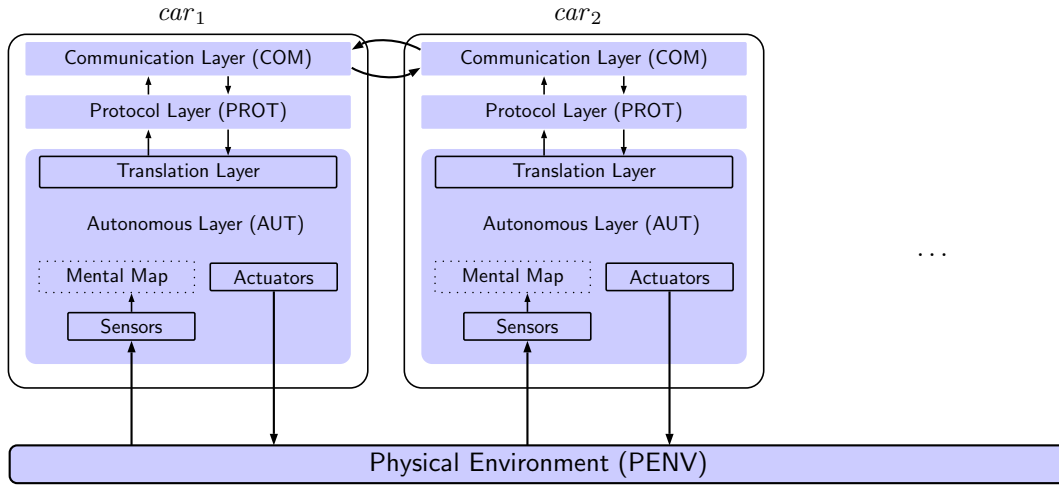 car₁
Communication Layer (COM)
Protocol Layer (PROT)
Translation Layer
Autonomous Layer (AUT)
Mental Map
Actuators
Sensors
car₂
Communication Layer (COM)
Protocol Layer (PROT)
Translation Layer
Autonomous Layer (AUT)
Mental Map
Actuators
Sensors
...
Physical Environment (PENV)